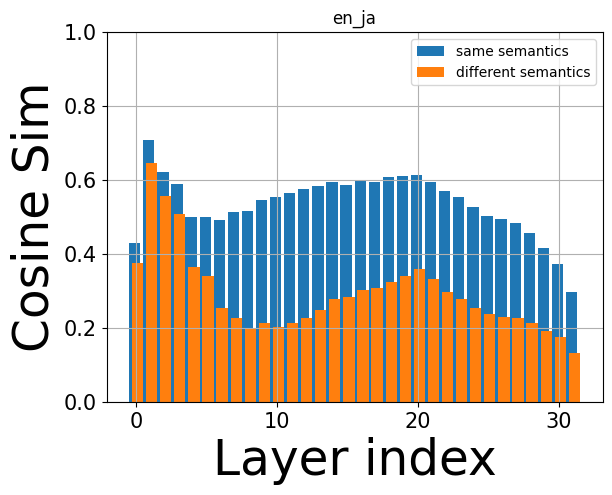 en_ja
same semantics
different semantics
Cosine Sim
1.0
0.8
0.6
0.4
0.2
0.0
0 10 20 30
Layer index